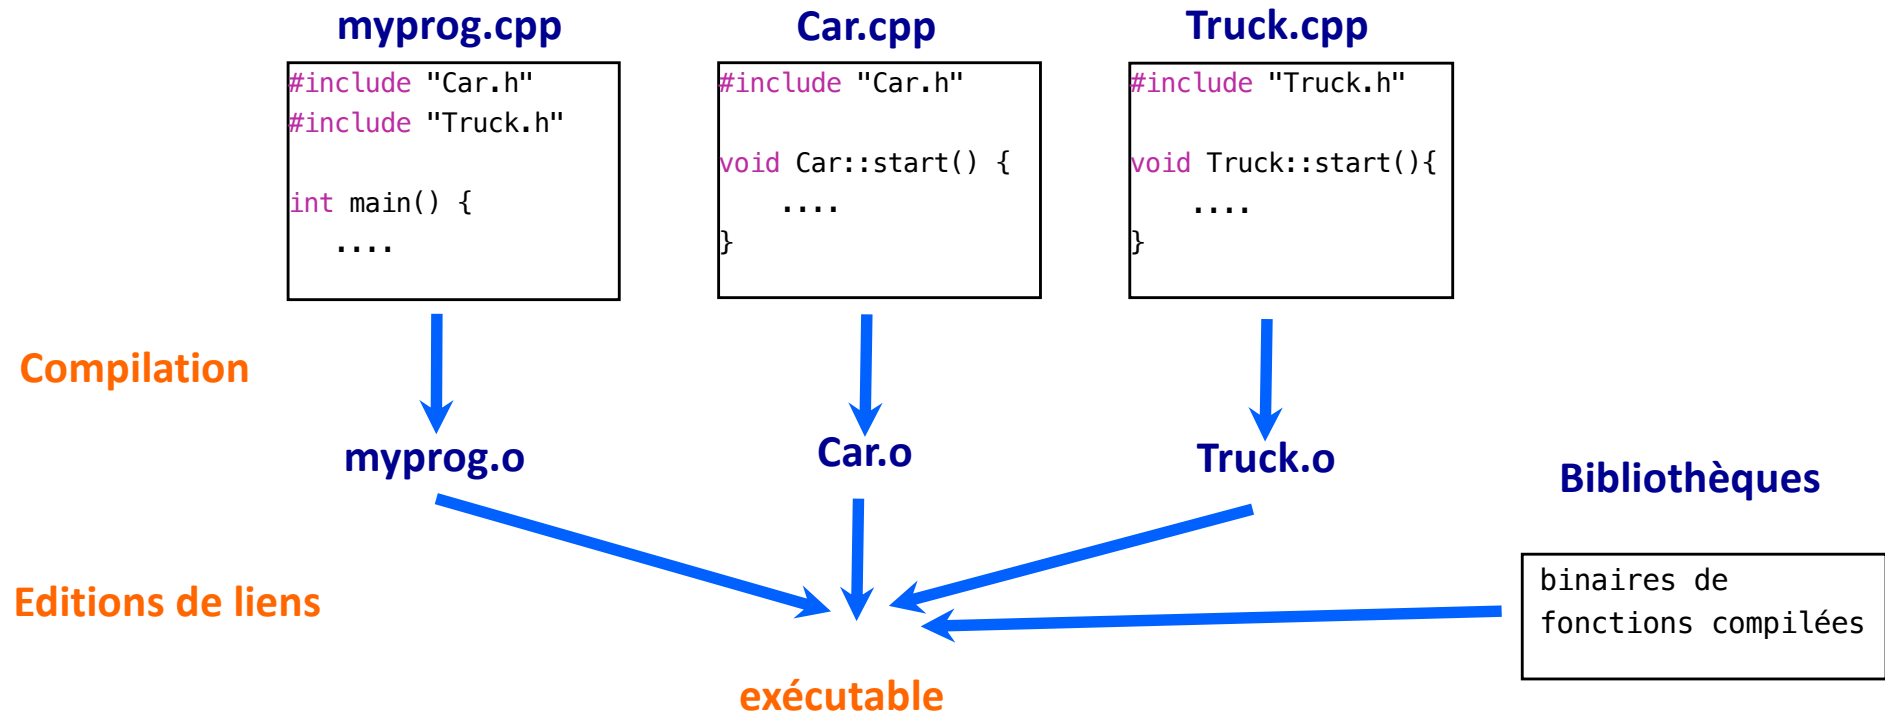 myprog.cpp
#include "Car.h"
#include "Truck.h"
int main() {
....
Car.cpp
#include "Car.h"
void Car::start() {
....
}
Truck.cpp
#include "Truck.h"
void Truck::start(){
....
}
Compilation
myprog.o
Car.o
Truck.o
Bibliothèques
binaires de
fonctions compilées
Editions de liens
exécutable